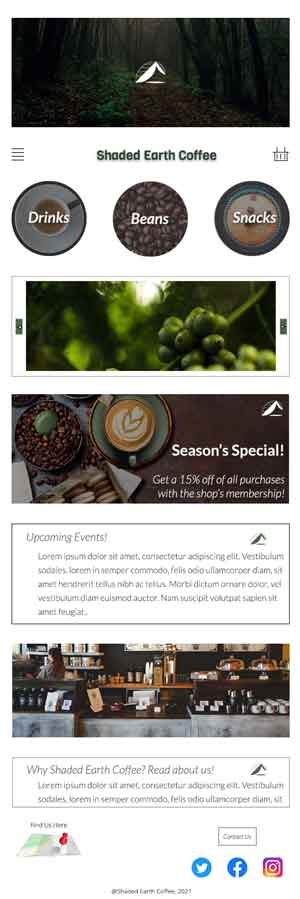 Shaded Earth Coffee
Drinks
Beans
Snacks
Season's Special!
Get a 15% off of all purchases
with the shop's membership!
Upcoming Events!
Lorem ipsum dolor sit amet, consectetur adipiscing elit. Vestibulum
sodales, lorem in semper commodo, felis odio ullamcorper dolor, eget
hendrerit tellus nibh ac tellus. Morbi dictum ornare dolor, vel
vestibulum diam euismod auctor. Nam suscipit volutpat sapien sit
amet feugiat..
Why Shaded Earth Coffee? Read about us!
Lorem ipsum dolor sit amet, consectetur adipiscing elit. Vestibulum
sodales, lorem in semper commodo, felis odio ullamcorper dolor, sit
Find Us Here
Contact Us
@Shaded Earth Coffee, 2021